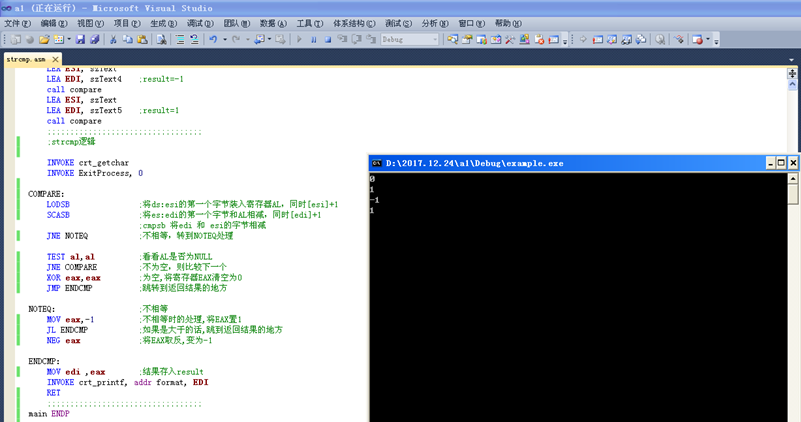 a1 (正在运行) - Microsoft Visual Studio
文件(F) 编辑(E) 视图(V) 项目(P) 生成(B) 调试(D) 团队(M) 数据(A) 工具(T) 体系结构(C) 测试(S) 分析(N) 窗口(W) 帮助(H)
Debug
strcmp.asm
LEA ESI, szText
LEA EDI, szText4 ;result=-1
call compare
LEA ESI, szText
LEA EDI, szText5 ;result=1
call compare
;;;;;;;;;;;;;;;;;;;;;;;;;;;;;;;;;;
;strcmp逻辑
INVOKE crt_getchar
INVOKE ExitProcess, 0
COMPARE:
LODSB ;将ds:esi的第一个字节装入寄存器AL，同时[esi]+1
SCASB ;将es:edi的第一个字节和AL相减，同时[edi]+1
;cmpsb 将edi 和 esi的字节相减
JNE NOTEQ ;不相等，转到NOTEQ处理
TEST al,al ;看看AL是否为NULL
JNE COMPARE ;不为空，则比较下一个
XOR eax,eax ;为空,将寄存器EAX清空为0
JMP ENDCMP ;跳转到返回结果的地方
NOTEQ: ;不相等
MOV eax,-1 ;不相等时的处理,将EAX置1
JL ENDCMP ;如果是大于的话,跳到返回结果的地方
NEG eax ;将EAX取反,变为-1
ENDCMP:
MOV edi ,eax ;结果存入result
INVOKE crt_printf, addr format, EDI
RET
;;;;;;;;;;;;;;;;;;;;;;;;;;;;;;;;;;
main ENDP
D:\2017.12.24\a1\Debug\example.exe
0
1
-1
1